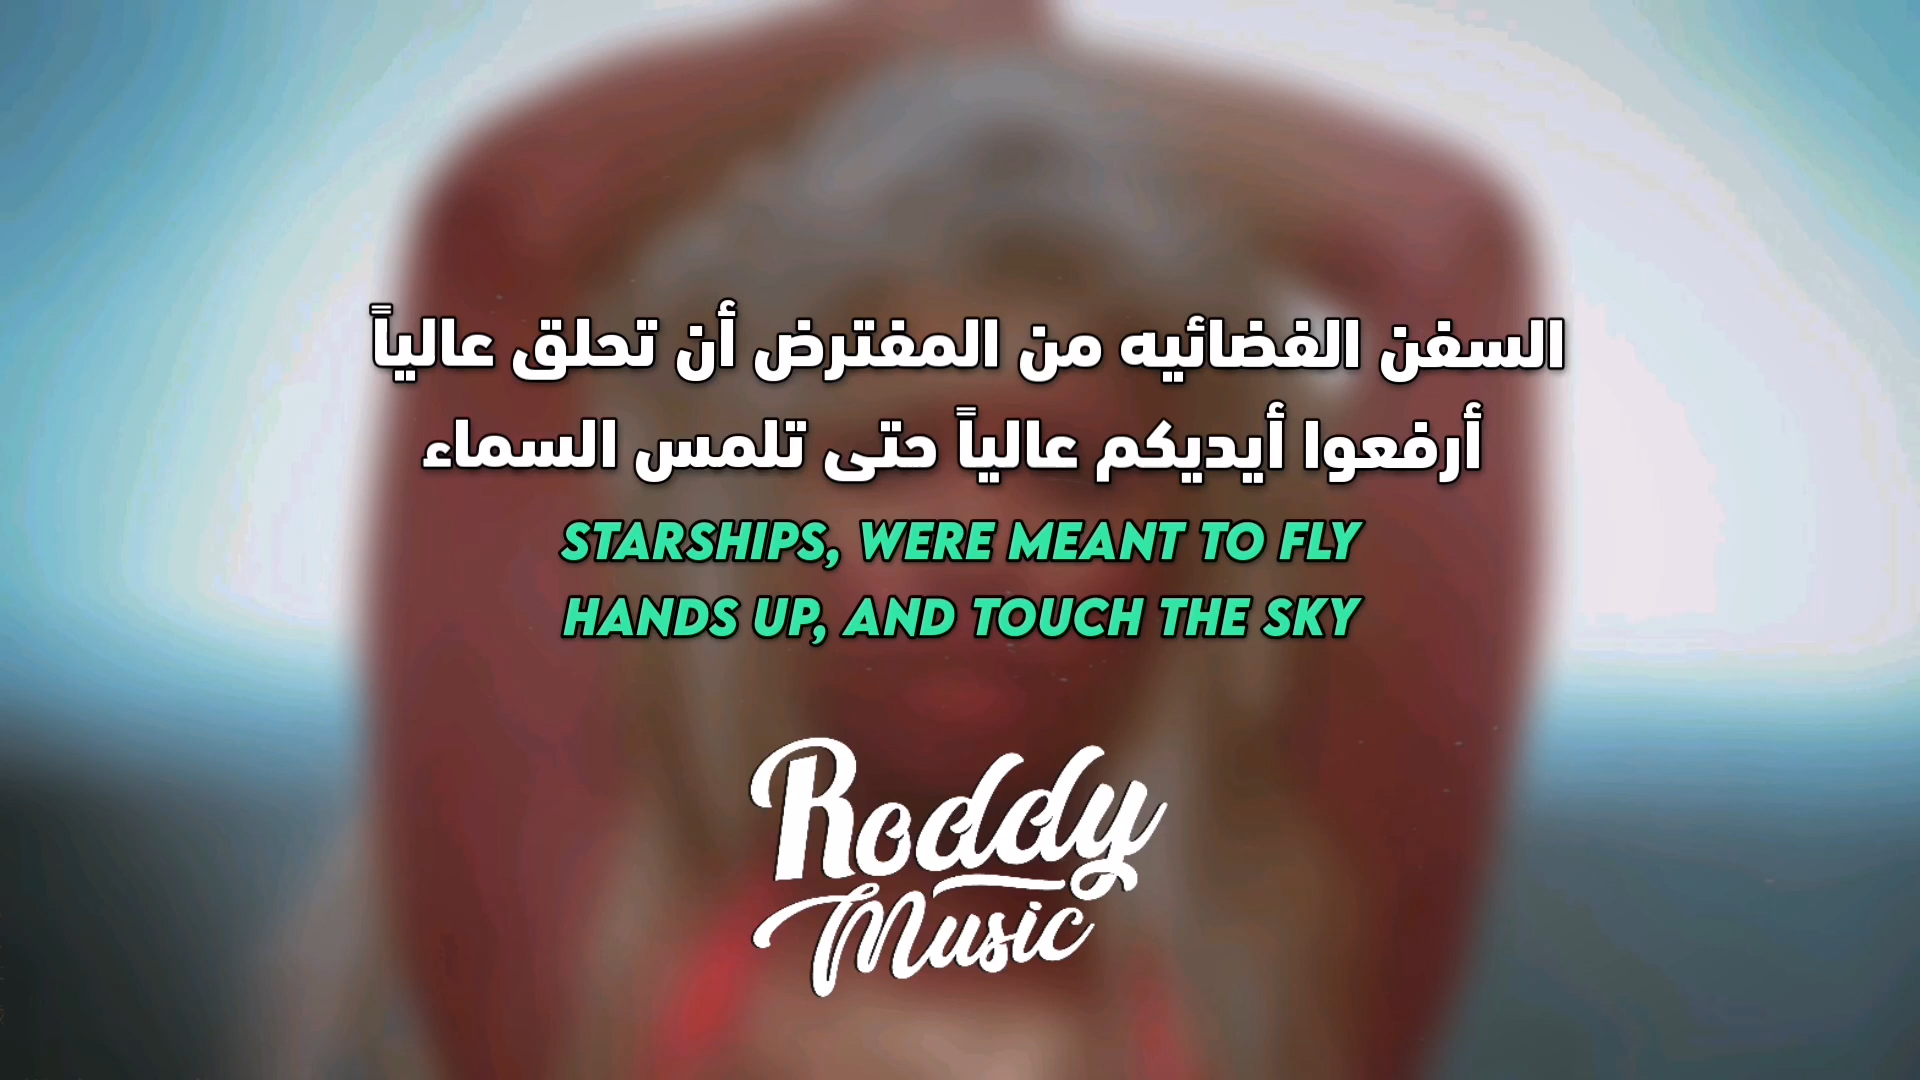 السفن الفضائيه من المفترض أن تحلق عالياً
أرفعوا أيديكم عالياً حتى تلمس السماء
STARSHIPS, WERE MEANT TO FLY
HANDS UP, AND TOUCH THE SKY
Roddy
Music